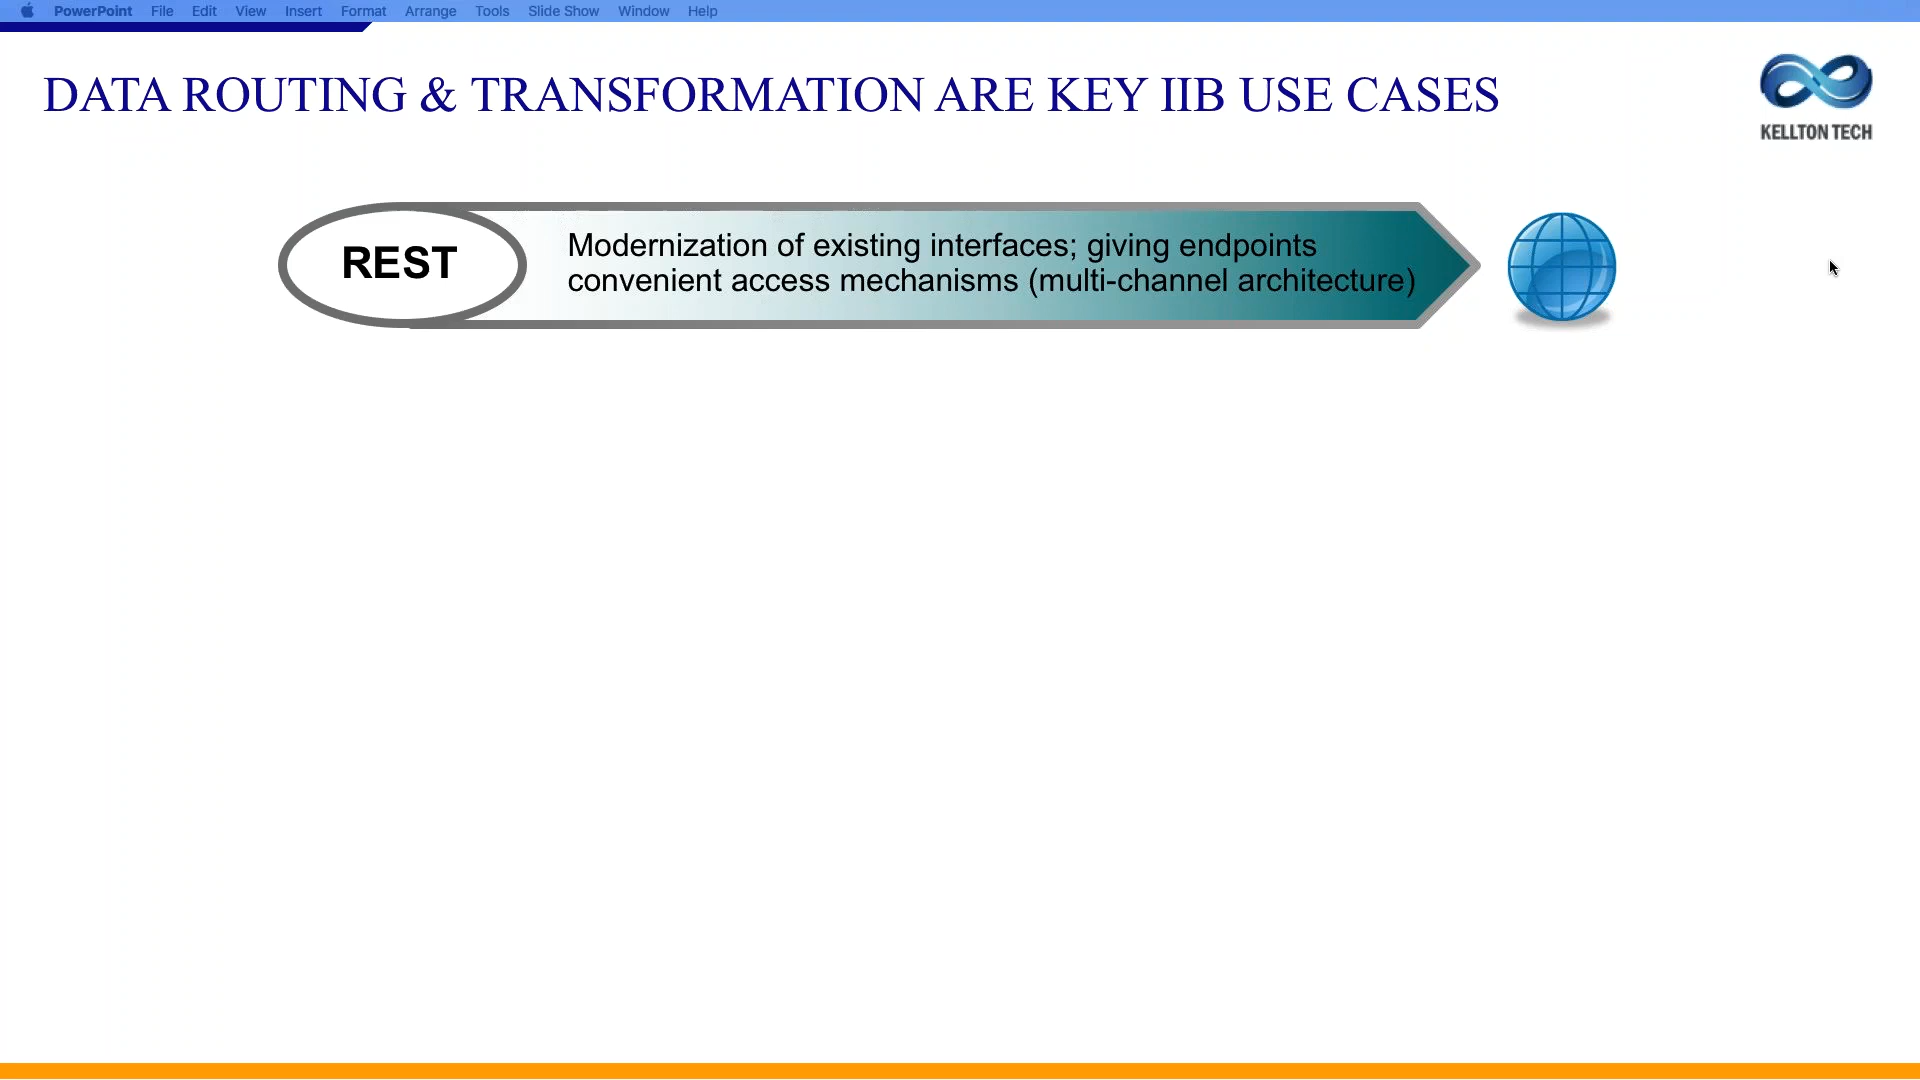 PowerPoint File Edit View Insert Format Arrange Tools Slide Show Window Help
DATA ROUTING & TRANSFORMATION ARE KEY IIB USE CASES
KELLTON TECH
REST
Modernization of existing interfaces; giving endpoints
convenient access mechanisms (multi-channel architecture)